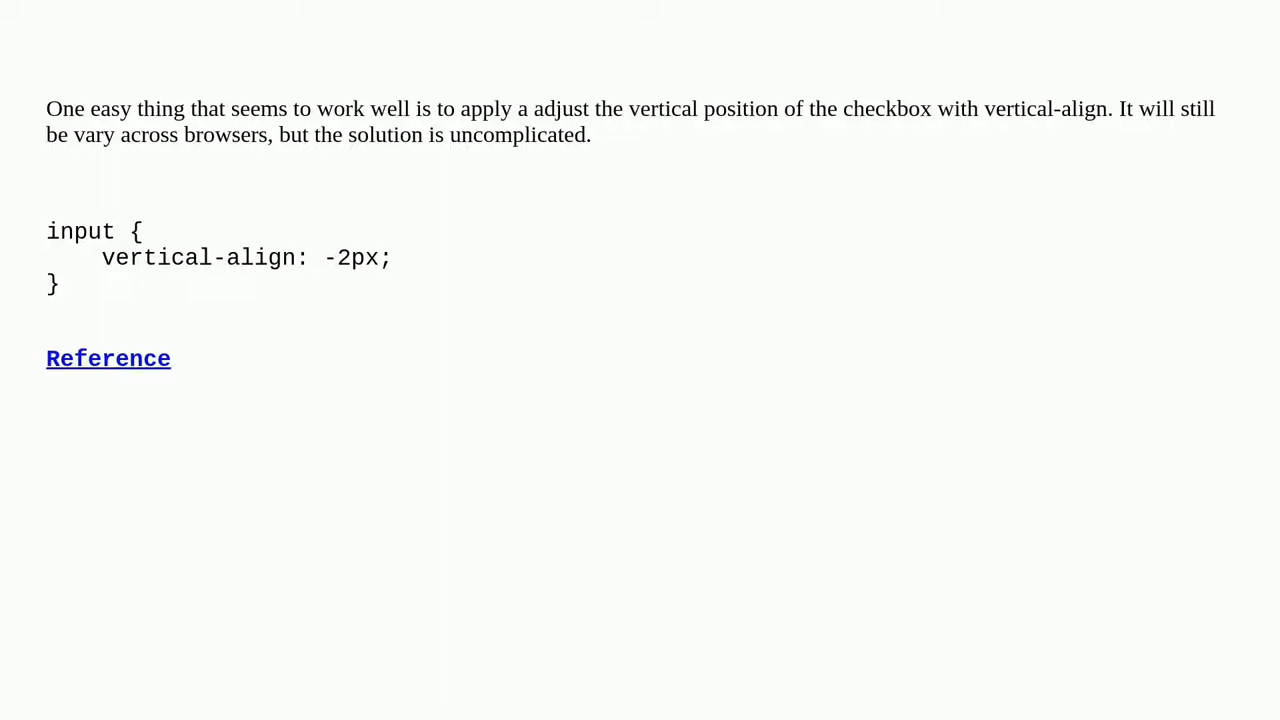 One easy thing that seems to work well is to apply a adjust the vertical position of the checkbox with vertical-align. It will still
be vary across browsers, but the solution is uncomplicated.
input {
    vertical-align: -2px;
}
Reference